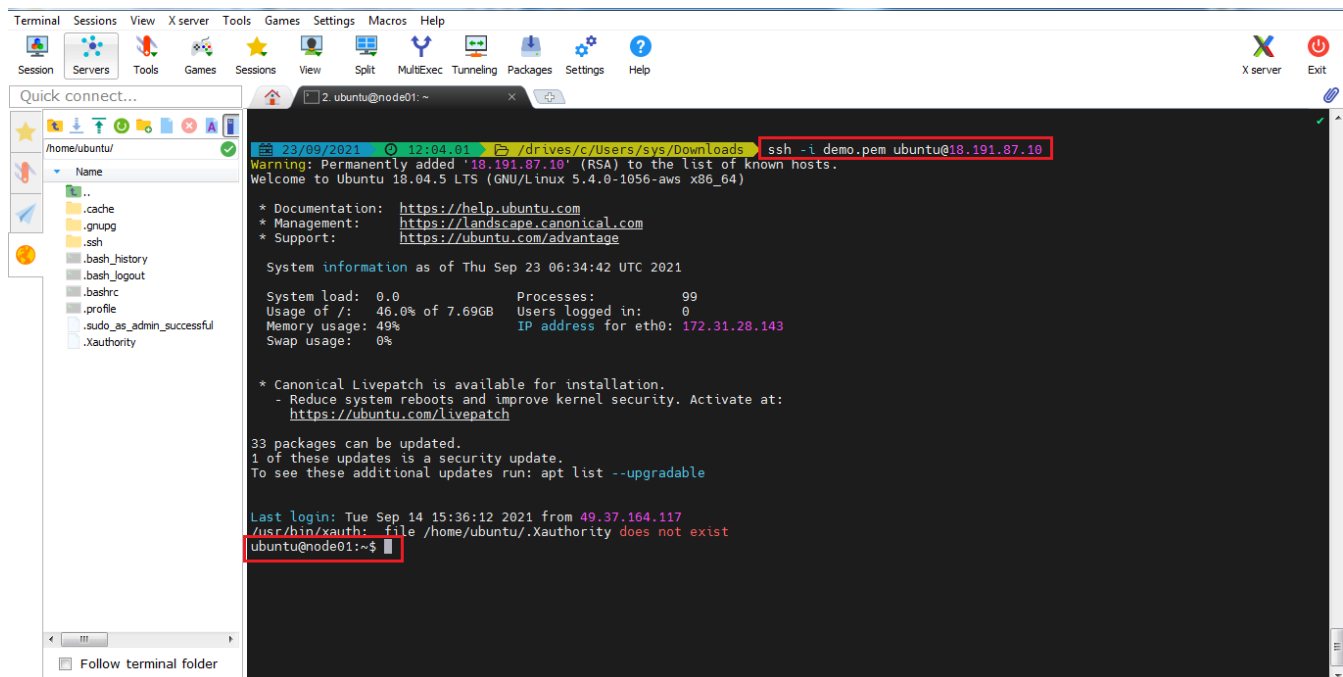 Terminal Sessions View X server Tools Games Settings Macros Help
Session Servers Tools Games Sessions View Split MultiExec Tunneling Packages Settings Help X server Exit
Quick connect...
2. ubuntu@node01: ~
/home/ubuntu/
Name
..
.cache
.gnupg
.ssh
.bash_history
.bash_logout
.bashrc
.profile
.sudo_as_admin_successful
.Xauthority
Follow terminal folder
23/09/2021 12:04.01 /drives/c/Users/sys/Downloads ssh -i demo.pem ubuntu@18.191.87.10
Warning: Permanently added '18.191.87.10' (RSA) to the list of known hosts.
Welcome to Ubuntu 18.04.5 LTS (GNU/Linux 5.4.0-1056-aws x86_64)
* Documentation: https://help.ubuntu.com
* Management: https://landscape.canonical.com
* Support: https://ubuntu.com/advantage
System information as of Thu Sep 23 06:34:42 UTC 2021
System load: 0.0 Processes: 99
Usage of /: 46.0% of 7.69GB Users logged in: 0
Memory usage: 49% IP address for eth0: 172.31.28.143
Swap usage: 0%
* Canonical Livepatch is available for installation.
- Reduce system reboots and improve kernel security. Activate at:
https://ubuntu.com/livepatch
33 packages can be updated.
1 of these updates is a security update.
To see these additional updates run: apt list --upgradable
Last login: Tue Sep 14 15:36:12 2021 from 49.37.164.117
/usr/bin/xauth: file /home/ubuntu/.Xauthority does not exist
ubuntu@node01:~$